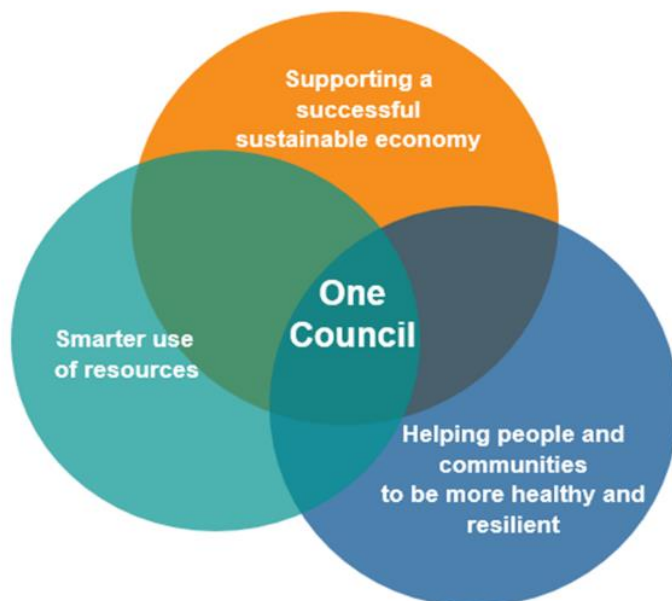 Supporting a
successful
sustainable economy
One
Council
Smarter use
of resources
Helping people and
communities
to be more healthy and
resilient